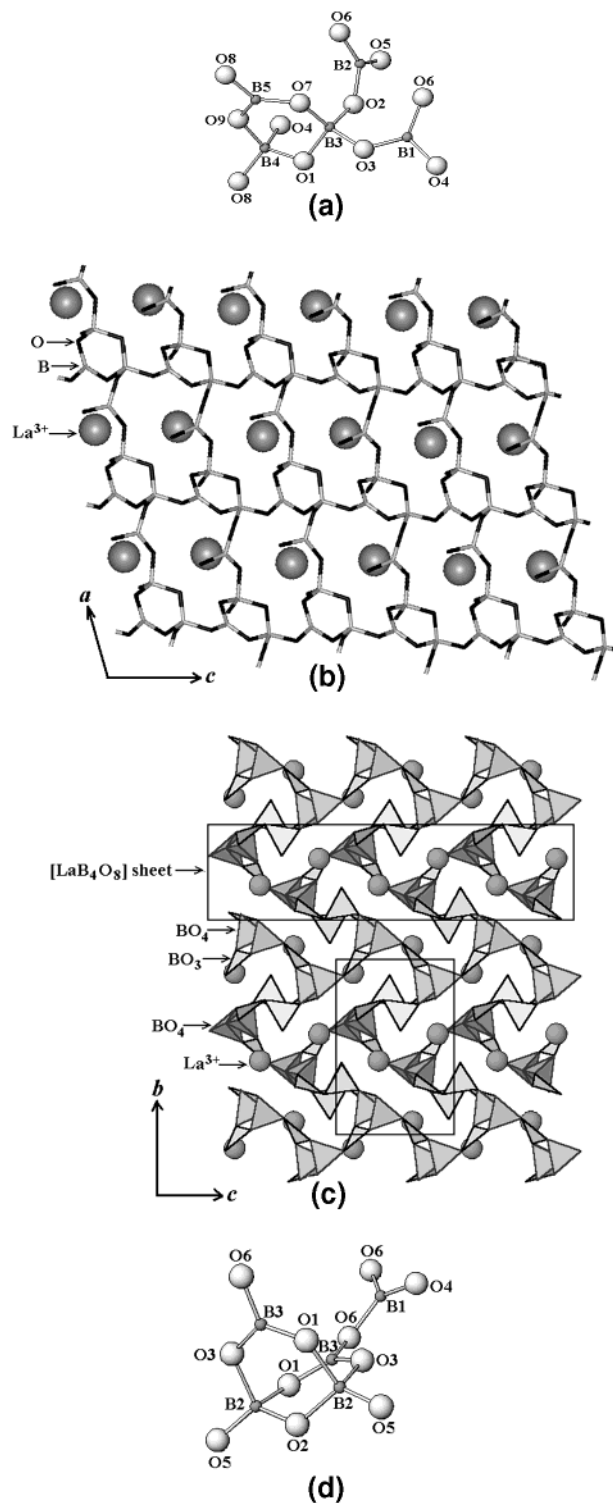 O6
O5
O8
B2
B5
O7
O6
O2
O9
O4
B3
B4
B1
O1
O3
O4
O8
(a)
O
B
La3+
a
c
(b)
[LaB4O8] sheet
BO4
BO3
BO4
La3+
b
c
(c)
O6
O6
O4
B3
O1
B1
O6
O3
B3
O1
O3
B2
B2
O5
O2
O5
(d)